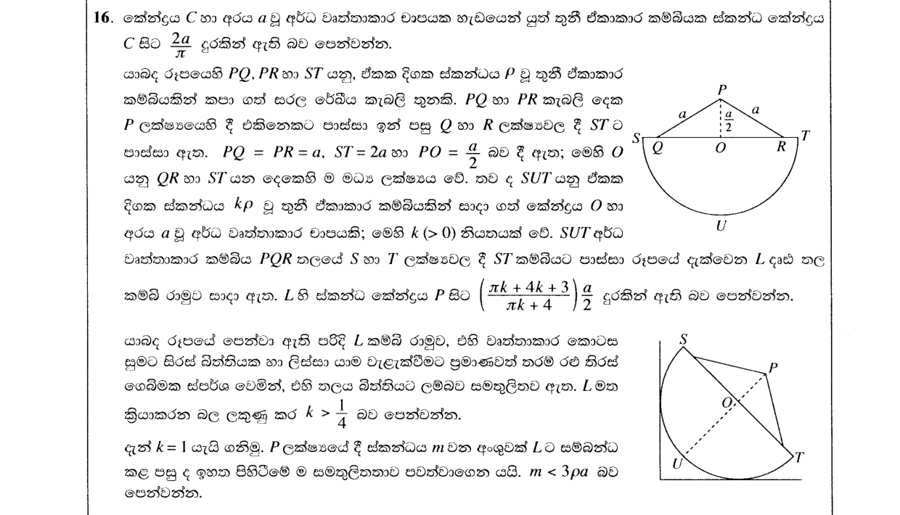 16. කේන්ද්‍රය C හා අරය a වූ අර්ධ වෘත්තාකාර චාපයක හැඩයෙන් යුත් තුනී ඒකාකාර කම්බියක ස්කන්ධ කේන්ද්‍රය
C සිට 2a/π දුරකින් ඇති බව පෙන්වන්න.
යාබද රූපයෙහි PQ, PR හා ST යනු, ඒකක දිගක ස්කන්ධය ρ වූ තුනී ඒකාකාර
කම්බියකින් කපා ගත් සරල රේඛීය කැබලි තුනකි. PQ හා PR කැබලි දෙක
P ලක්ෂ්‍යයෙහි දී එකිනෙකට පාස්සා ඉන් පසු Q හා R ලක්ෂ්‍යවල දී ST ට
පාස්සා ඇත. PQ = PR = a, ST = 2a හා PO = a/2 බව දී ඇත; මෙහි O
යනු QR හා ST යන දෙකෙහි ම මධ්‍ය ලක්ෂ්‍යය වේ. තව ද SUT යනු ඒකක
දිගක ස්කන්ධය kρ වූ තුනී ඒකාකාර කම්බියකින් සාදා ගත් කේන්ද්‍රය O හා
අරය a වූ අර්ධ වෘත්තාකාර චාපයකි; මෙහි k (> 0) නියතයක් වේ. SUT අර්ධ
වෘත්තාකාර කම්බිය PQR තලයේ S හා T ලක්ෂ්‍යවල දී ST කම්බියට පාස්සා රූපයේ දැක්වෙන L දෘඪ තල
කම්බි රාමුව සාදා ඇත. L හි ස්කන්ධ කේන්ද්‍රය P සිට ((πk + 4k + 3)/(πk + 4)) a/2 දුරකින් ඇති බව පෙන්වන්න.
P
a
a
a/2
S
Q
O
R
T
U
යාබද රූපයේ පෙන්වා ඇති පරිදි L කම්බි රාමුව, එහි වෘත්තාකාර කොටස
සුමට සිරස් බිත්තියක හා ලිස්සා යාම වැළැක්වීමට ප්‍රමාණවත් තරම් රළු තිරස්
ගෙබිමක ස්පර්ශ වෙමින්, එහි තලය බිත්තියට ලම්බව සමතුලිතව ඇත. L මත
ක්‍රියාකරන බල ලකුණු කර k > 1/4 බව පෙන්වන්න.
දැන් k = 1 යැයි ගනිමු. P ලක්ෂ්‍යයේ දී ස්කන්ධය m වන අංශුවක් L ට සම්බන්ධ
කළ පසු ද ඉහත පිහිටීමේ ම සමතුලිතතාව පවත්වාගෙන යයි. m < 3ρa බව
පෙන්වන්න.
S
P
O
U
T